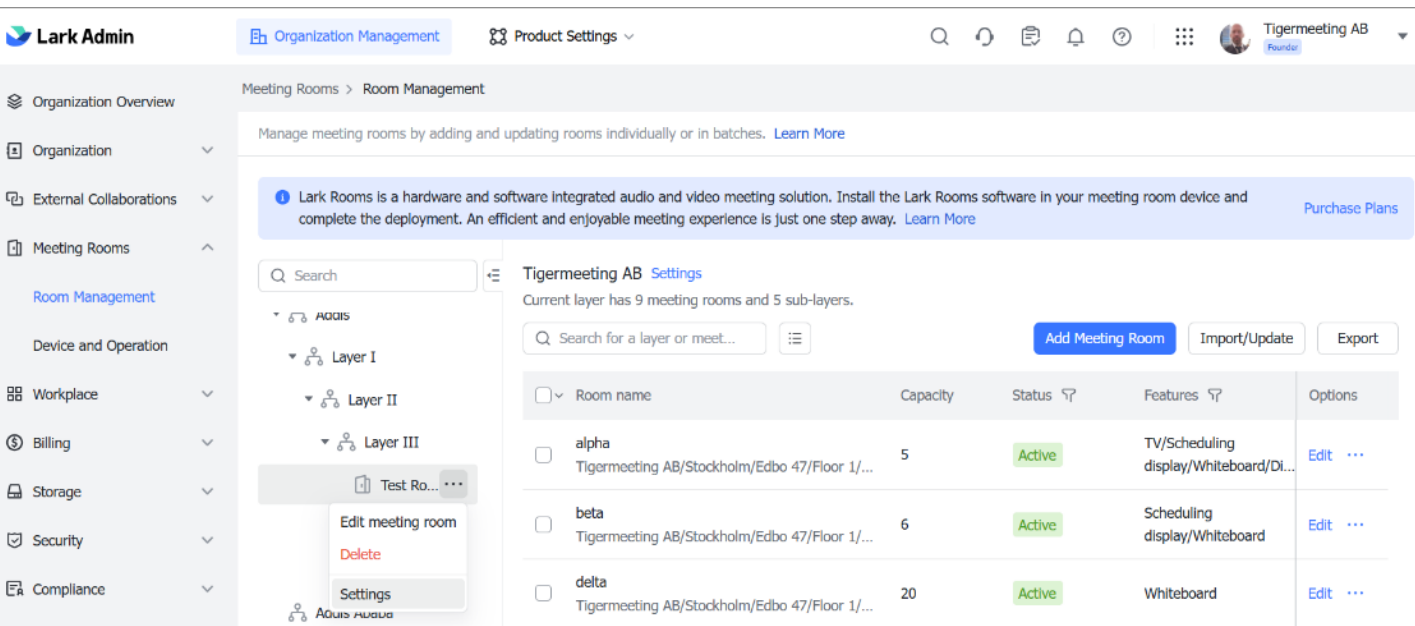 Lark Admin
Organization Management
Product Settings
Tigermeeting AB
Founder
Organization Overview
Organization
External Collaborations
Meeting Rooms
Room Management
Device and Operation
Workplace
Billing
Storage
Security
Compliance
Meeting Rooms > Room Management
Manage meeting rooms by adding and updating rooms individually or in batches. Learn More
Lark Rooms is a hardware and software integrated audio and video meeting solution. Install the Lark Rooms software in your meeting room device and
complete the deployment. An efficient and enjoyable meeting experience is just one step away. Learn More
Purchase Plans
Search
Addis
Layer I
Layer II
Layer III
Test Ro... ···
Edit meeting room
Delete
Settings
Addis Ababa
Tigermeeting AB Settings
Current layer has 9 meeting rooms and 5 sub-layers.
Search for a layer or meet...
Add Meeting Room
Import/Update
Export
Room name Capacity Status Features Options
alpha
Tigermeeting AB/Stockholm/Edbo 47/Floor 1/...
5
Active
TV/Scheduling
display/Whiteboard/Di...
Edit ···
beta
Tigermeeting AB/Stockholm/Edbo 47/Floor 1/...
6
Active
Scheduling
display/Whiteboard
Edit ···
delta
Tigermeeting AB/Stockholm/Edbo 47/Floor 1/...
20
Active
Whiteboard
Edit ···